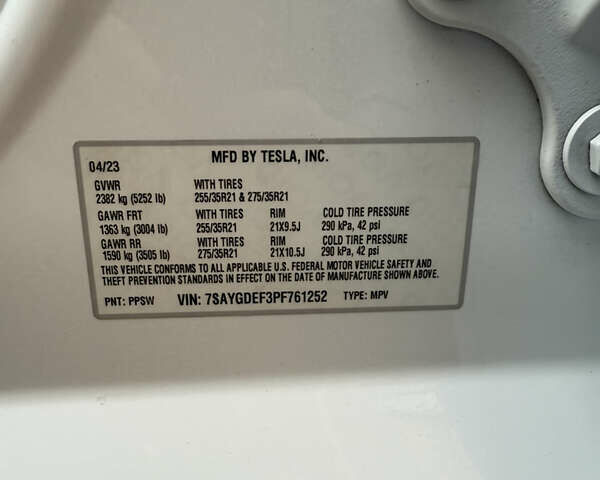 MFD BY TESLA, INC.
04/23
GVWR WITH TIRES
2382 kg (5252 lb) 255/35R21 & 275/35R21
GAWR FRT WITH TIRES RIM COLD TIRE PRESSURE
1363 kg (3004 lb) 255/35R21 21X9.5J 290 kPa, 42 psi
GAWR RR WITH TIRES RIM COLD TIRE PRESSURE
1590 kg (3505 lb) 275/35R21 21X10.5J 290 kPa, 42 psi
THIS VEHICLE CONFORMS TO ALL APPLICABLE U.S. FEDERAL MOTOR VEHICLE SAFETY AND
THEFT PREVENTION STANDARDS IN EFFECT ON THE DATE OF MANUFACTURE SHOWN ABOVE.
PNT: PPSW VIN: 7SAYGDEF3PF761252 TYPE: MPV